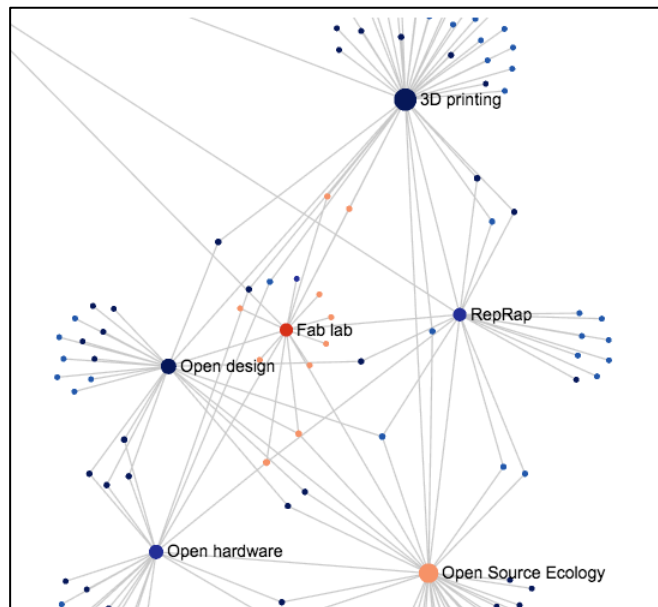 3D printing
RepRap
Fab lab
Open design
Open hardware
Open Source Ecology